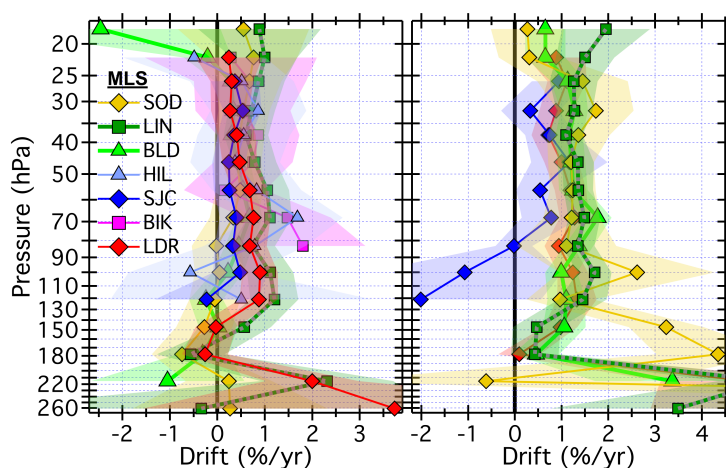 MLS
SOD
LIN
BLD
HIL
SJC
BIK
LDR
Pressure (hPa)
20
25
30
40
50
70
90
100
130
150
180
220
260
-2 -1 0 1 2 3
Drift (%/yr)
-2 -1 0 1 2 3 4
Drift (%/yr)